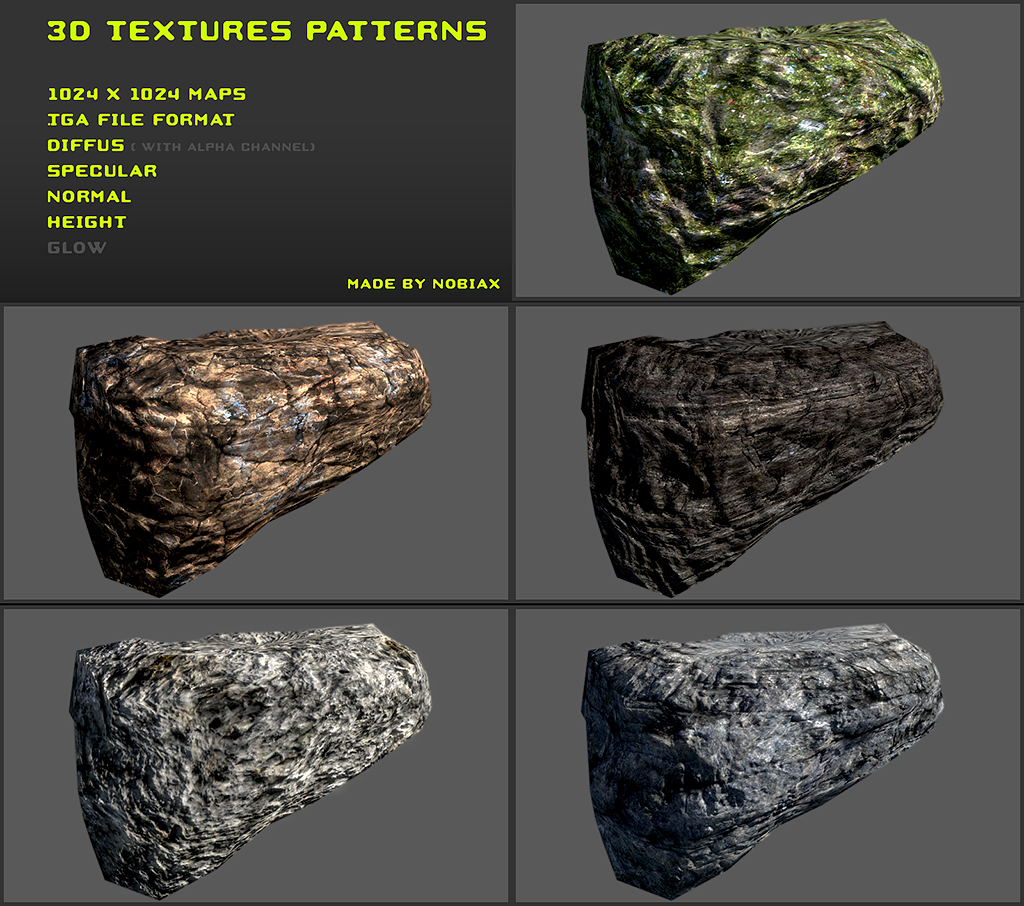 3D TEXTURES PATTERNS
1024 X 1024 MAPS
TGA FILE FORMAT
DIFFUS ( WITH ALPHA CHANNEL)
SPECULAR
NORMAL
HEIGHT
GLOW
MADE BY NOBIAX